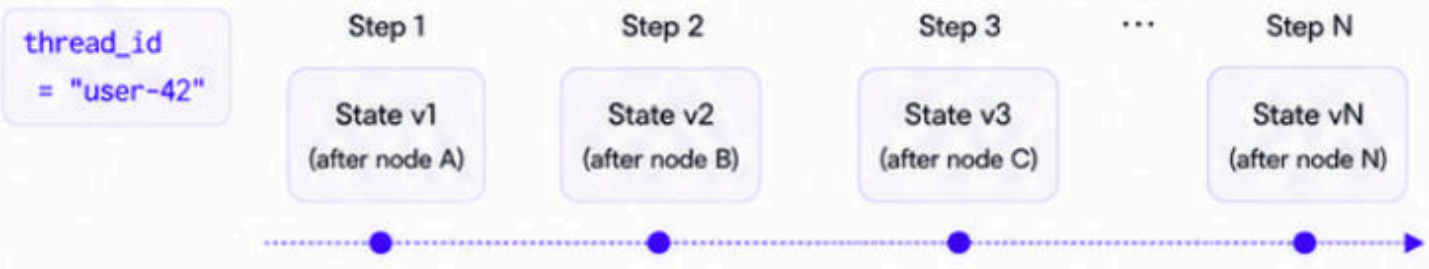 thread_id
= "user-42"
Step 1
Step 2
Step 3
...
Step N
State v1
(after node A)
State v2
(after node B)
State v3
(after node C)
State vN
(after node N)